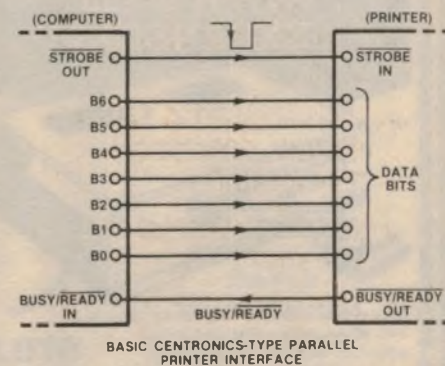 (COMPUTER)
(PRINTER)
STROBE
OUT
STROBE
IN
B6
B5
B4
B3
B2
B1
B0
DATA
BITS
BUSY/READY
IN
BUSY/READY
BUSY/READY
OUT
BASIC CENTRONICS-TYPE PARALLEL
PRINTER INTERFACE